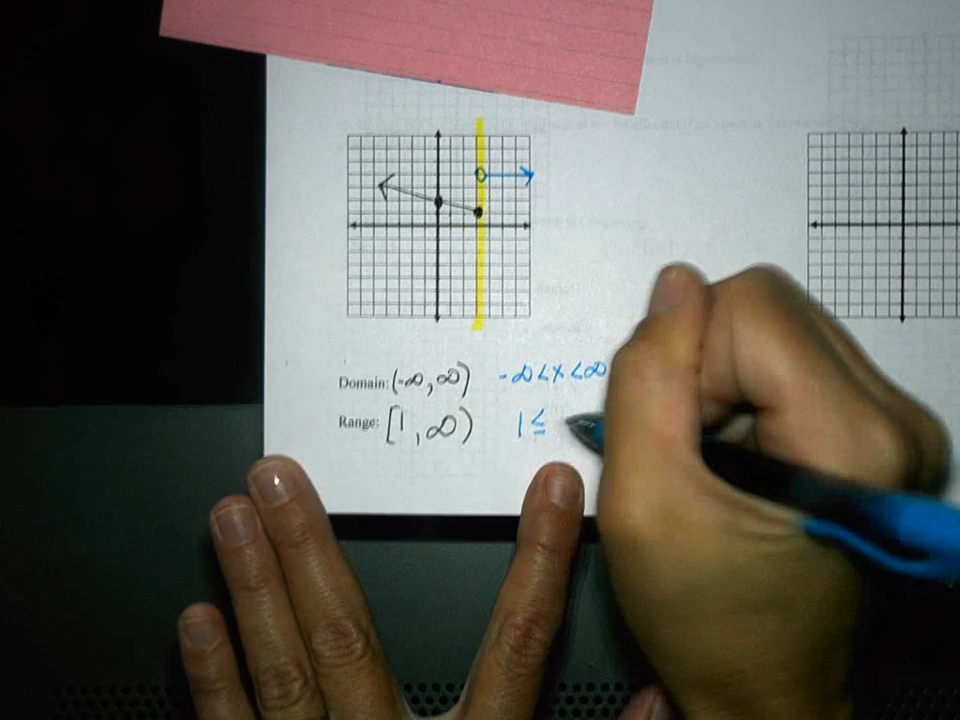 Domain: (-∞, ∞) -∞ < x < ∞
Range: [1, ∞) 1 ≤